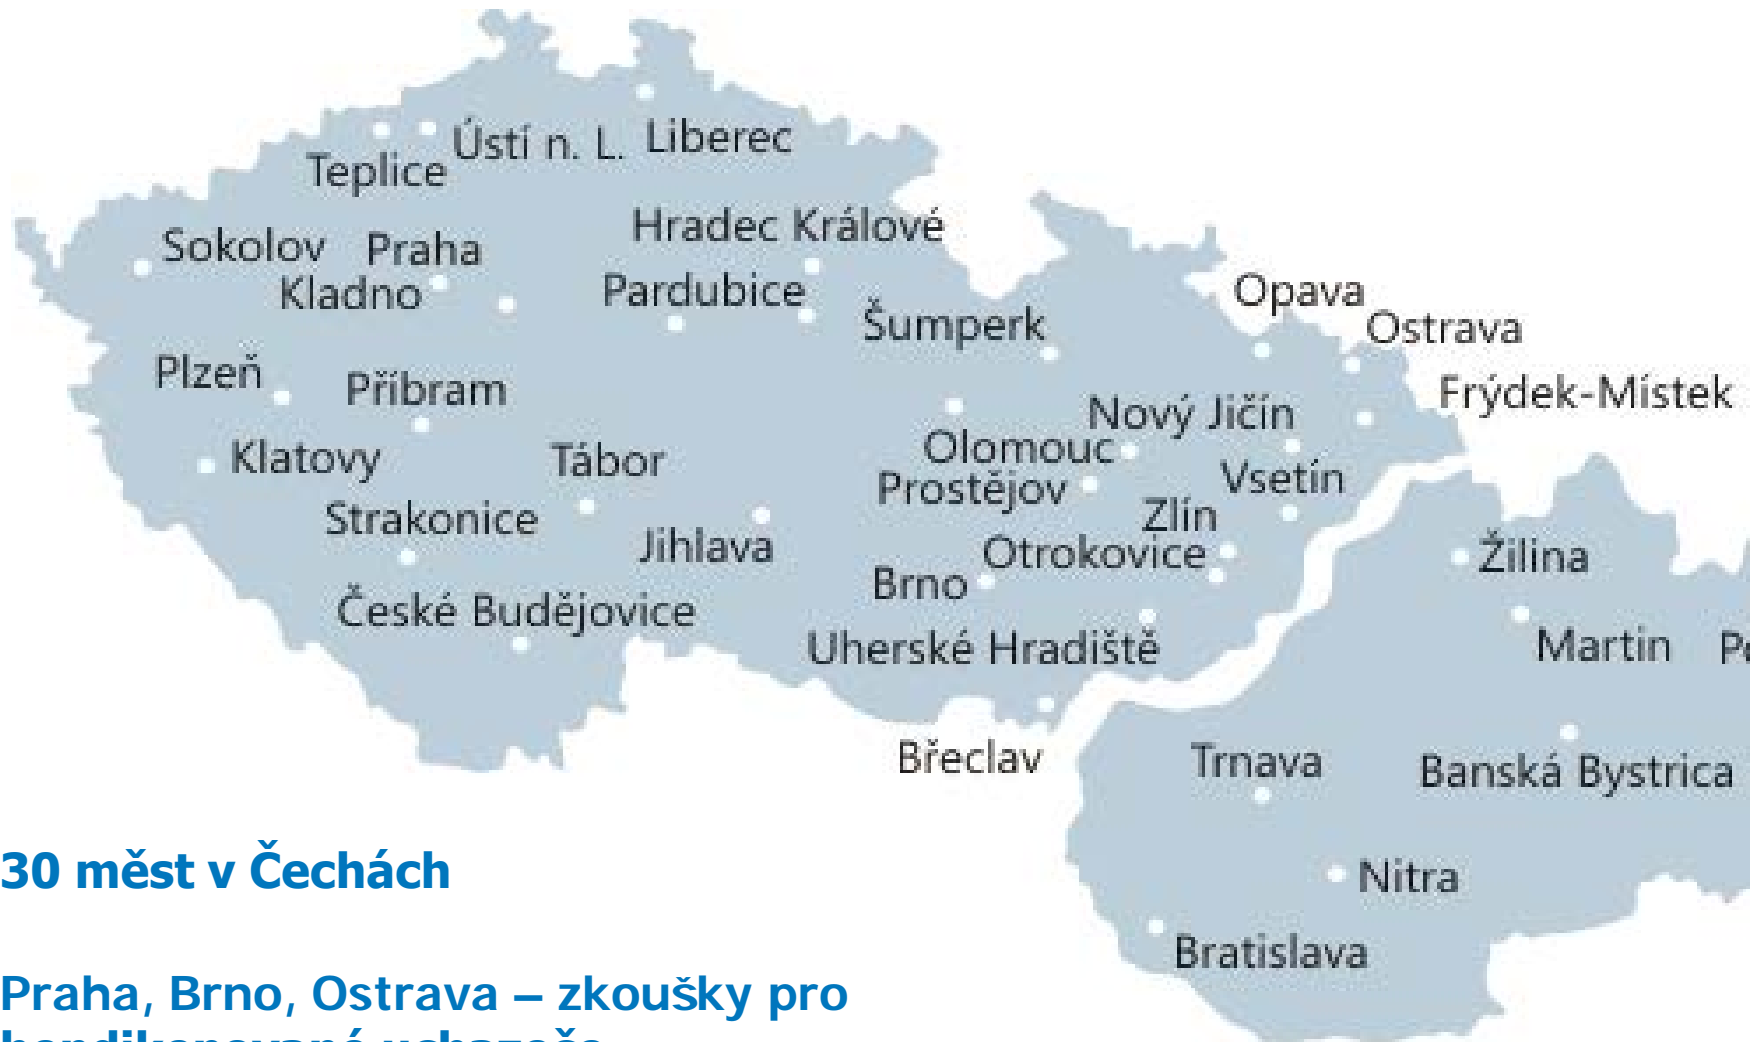 Ústí n. L.
Liberec
Teplice
Hradec Králové
Sokolov
Praha
Kladno
Pardubice
Opava
Šumperk
Ostrava
Plzeň
Příbram
Frýdek-Místek
Nový Jičín
Klatovy
Tábor
Olomouc
Prostějov
Vsetín
Strakonice
Zlín
Jihlava
Otrokovice
Žilina
Brno
České Budějovice
Uherské Hradiště
Martin
Břeclav
Trnava
Banská Bystrica
Nitra
Bratislava
30 měst v Čechách
Praha, Brno, Ostrava – zkoušky pro